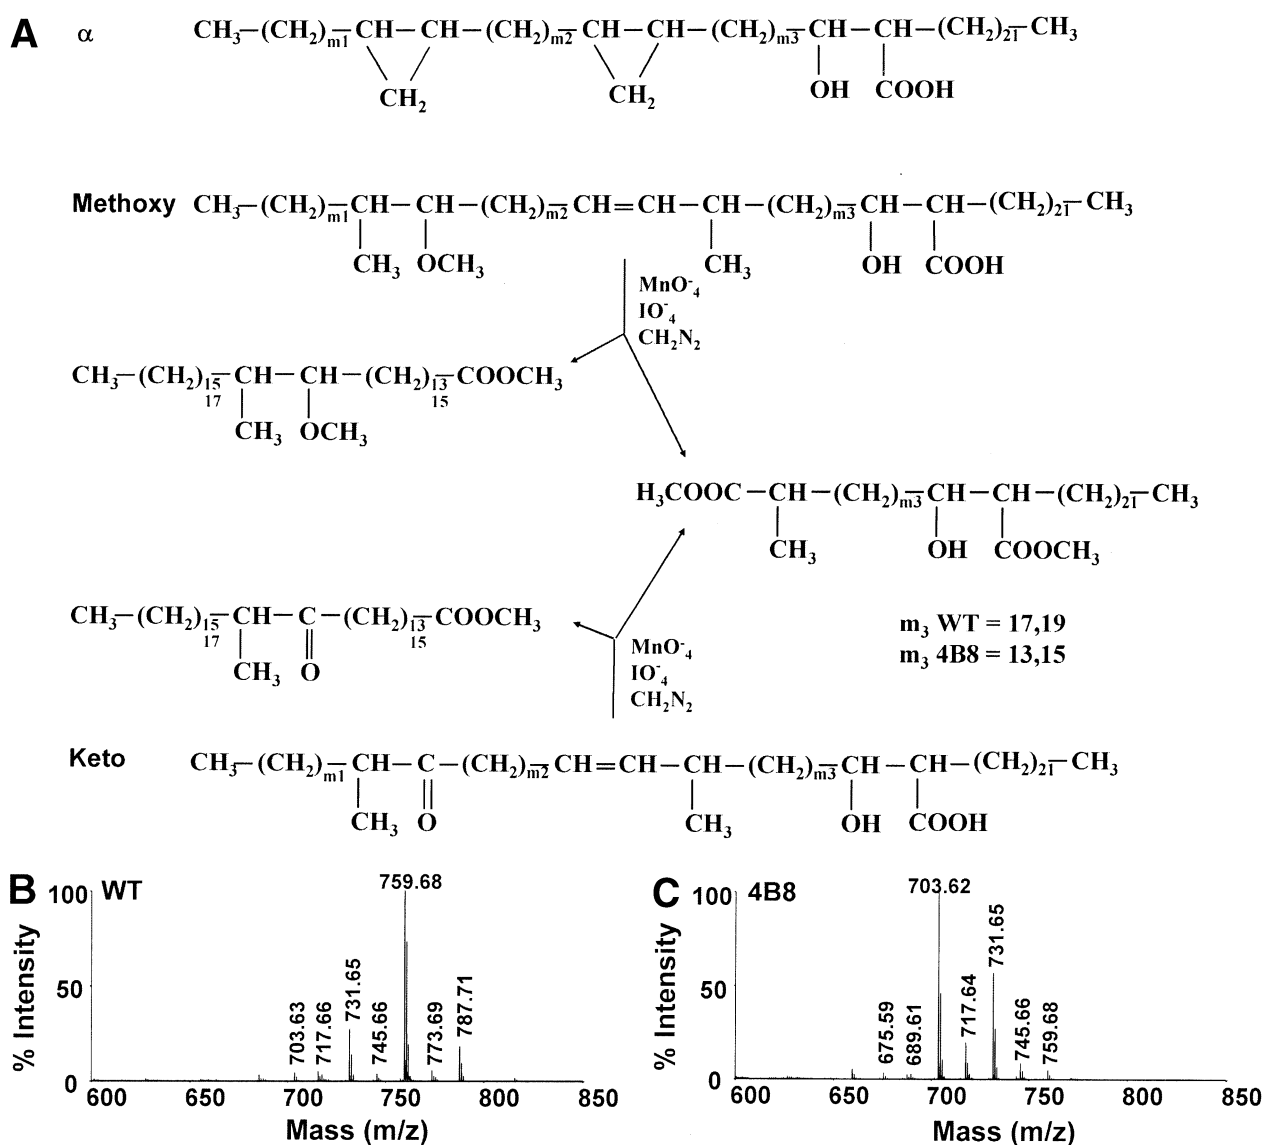 A α
CH₃—(CH₂)m1—CH—CH—(CH₂)m2—CH—CH—(CH₂)m3—CH—CH—(CH₂)21—CH₃
CH₂ CH₂ OH COOH
Methoxy CH₃—(CH₂)m1—CH—CH—(CH₂)m2—CH=CH—CH—(CH₂)m3—CH—CH—(CH₂)21—CH₃
CH₃ OCH₃ CH₃ OH COOH
MnO⁻₄
IO⁻₄
CH₂N₂
CH₃—(CH₂)15—CH—CH—(CH₂)13—COOCH₃
17 15
CH₃ OCH₃
H₃COOC—CH—(CH₂)m3—CH—CH—(CH₂)21—CH₃
CH₃ OH COOCH₃
CH₃—(CH₂)15—CH—C—(CH₂)13—COOCH₃
17 15
CH₃ O
m₃ WT = 17,19
m₃ 4B8 = 13,15
MnO⁻₄
IO⁻₄
CH₂N₂
Keto CH₃—(CH₂)m1—CH—C—(CH₂)m2—CH=CH—CH—(CH₂)m3—CH—CH—(CH₂)21—CH₃
CH₃ O CH₃ OH COOH
B WT
% Intensity
100
50
0
703.63
717.66
731.65
745.66
759.68
773.69
787.71
600 650 700 750 800 850
Mass (m/z)
C 4B8
% Intensity
100
50
0
675.59
689.61
703.62
717.64
731.65
745.66
759.68
600 650 700 750 800 850
Mass (m/z)